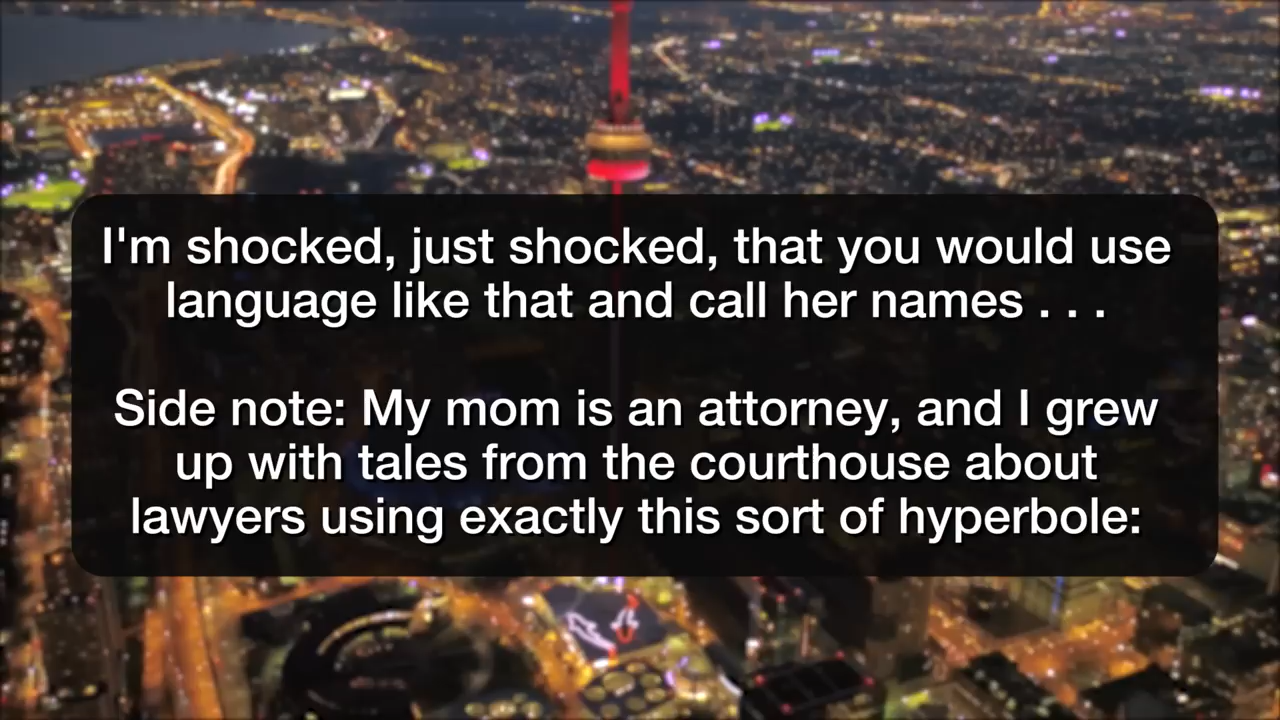 I'm shocked, just shocked, that you would use
language like that and call her names . . .
Side note: My mom is an attorney, and I grew
up with tales from the courthouse about
lawyers using exactly this sort of hyperbole: